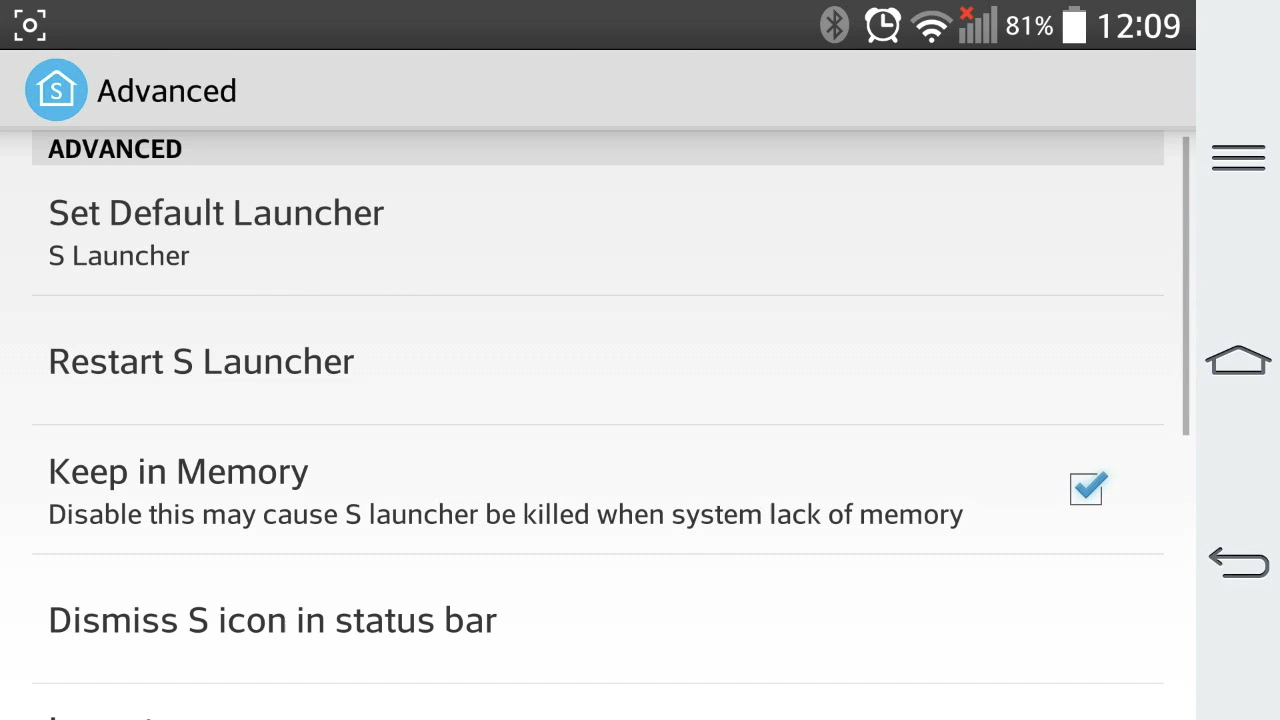 81% 12:09
S Advanced
ADVANCED
Set Default Launcher
S Launcher
Restart S Launcher
Keep in Memory
Disable this may cause S launcher be killed when system lack of memory
Dismiss S icon in status bar